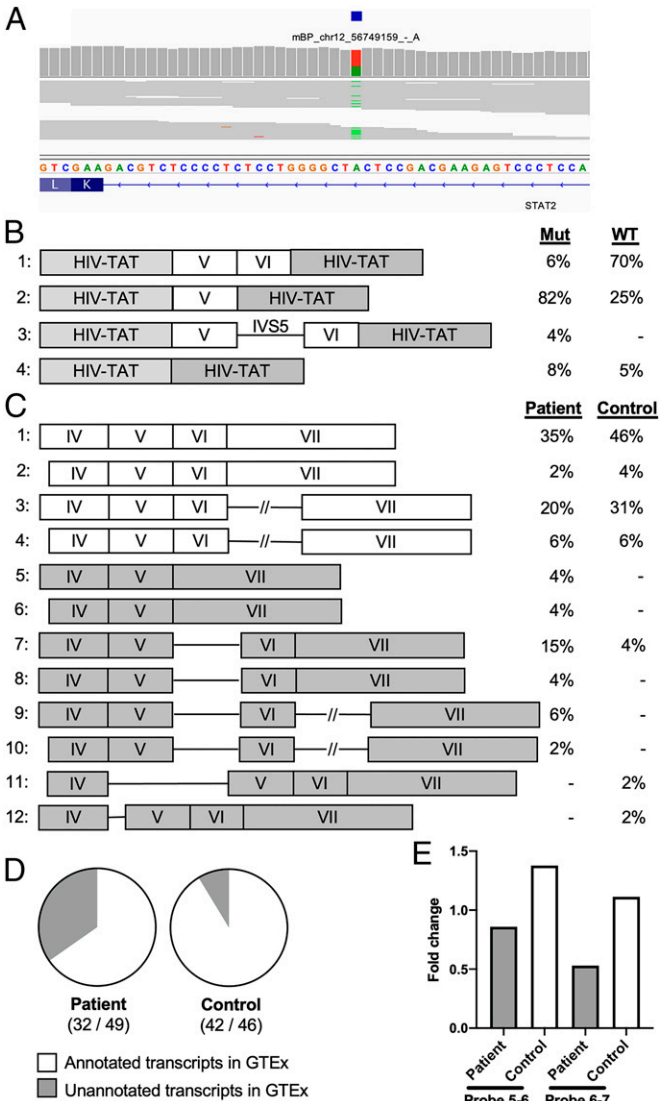 A
mBP_chr12_56749159_-_A
GTCGAAGACGTCTCCCCTCTCCTGGGGCTACTCCGACGAAGAGTCCCTCCA
L K
STAT2
B
Mut WT
1: HIV-TAT V VI HIV-TAT 6% 70%
2: HIV-TAT V HIV-TAT 82% 25%
3: HIV-TAT V IVS5 VI HIV-TAT 4% -
4: HIV-TAT HIV-TAT 8% 5%
C
Patient Control
1: IV V VI VII 35% 46%
2: IV V VI VII 2% 4%
3: IV V VI // VII 20% 31%
4: IV V VI // VII 6% 6%
5: IV V VII 4% -
6: IV V VII 4% -
7: IV V VI VII 15% 4%
8: IV V VI VII 4% -
9: IV V VI // VII 6% -
10: IV V VI // VII 2% -
11: IV V VI VII - 2%
12: IV V VI VII - 2%
D
Patient Control
(32 / 49) (42 / 46)
Annotated transcripts in GTEx
Unannotated transcripts in GTEx
E
Fold change
1.5
1.0
0.5
0.0
Patient Control Patient Control
Probe 5-6 Probe 6-7